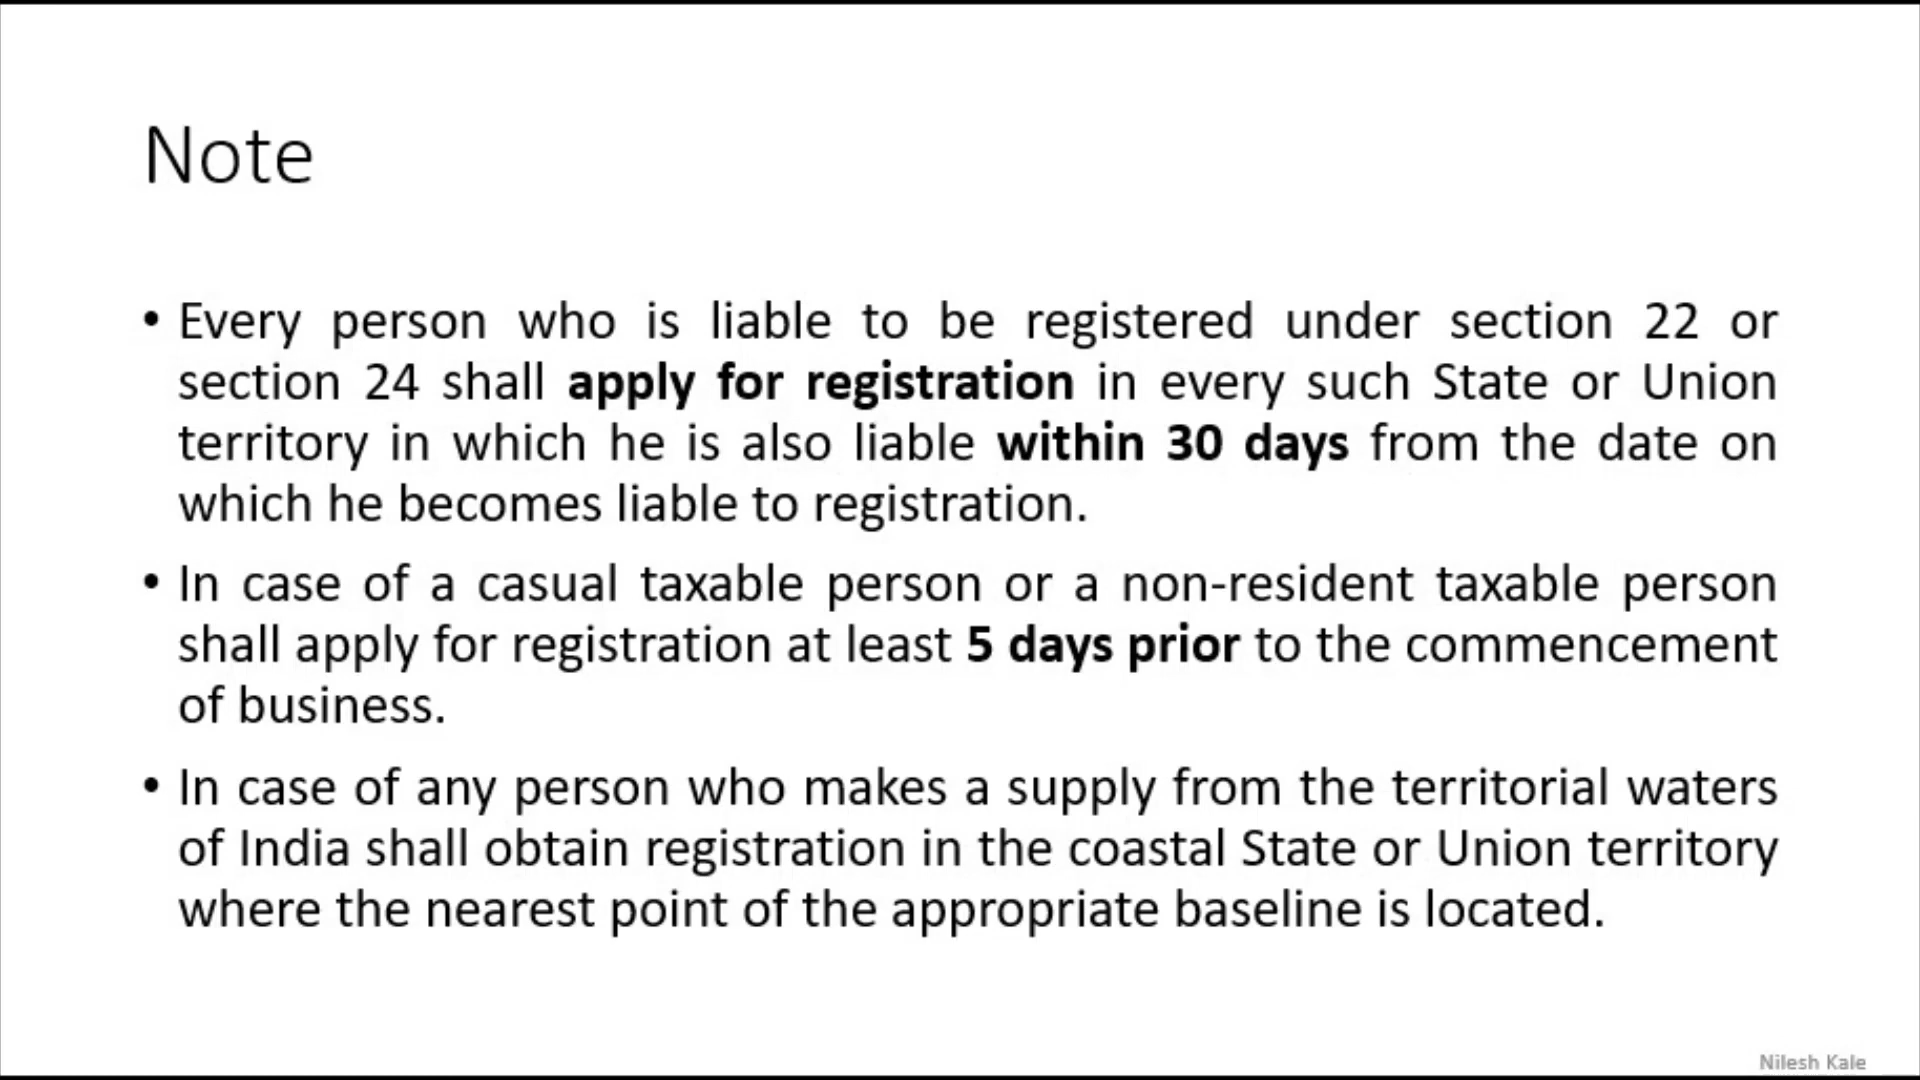 Note
• Every person who is liable to be registered under section 22 or
section 24 shall apply for registration in every such State or Union
territory in which he is also liable within 30 days from the date on
which he becomes liable to registration.
• In case of a casual taxable person or a non-resident taxable person
shall apply for registration at least 5 days prior to the commencement
of business.
• In case of any person who makes a supply from the territorial waters
of India shall obtain registration in the coastal State or Union territory
where the nearest point of the appropriate baseline is located.
Nilesh Kale